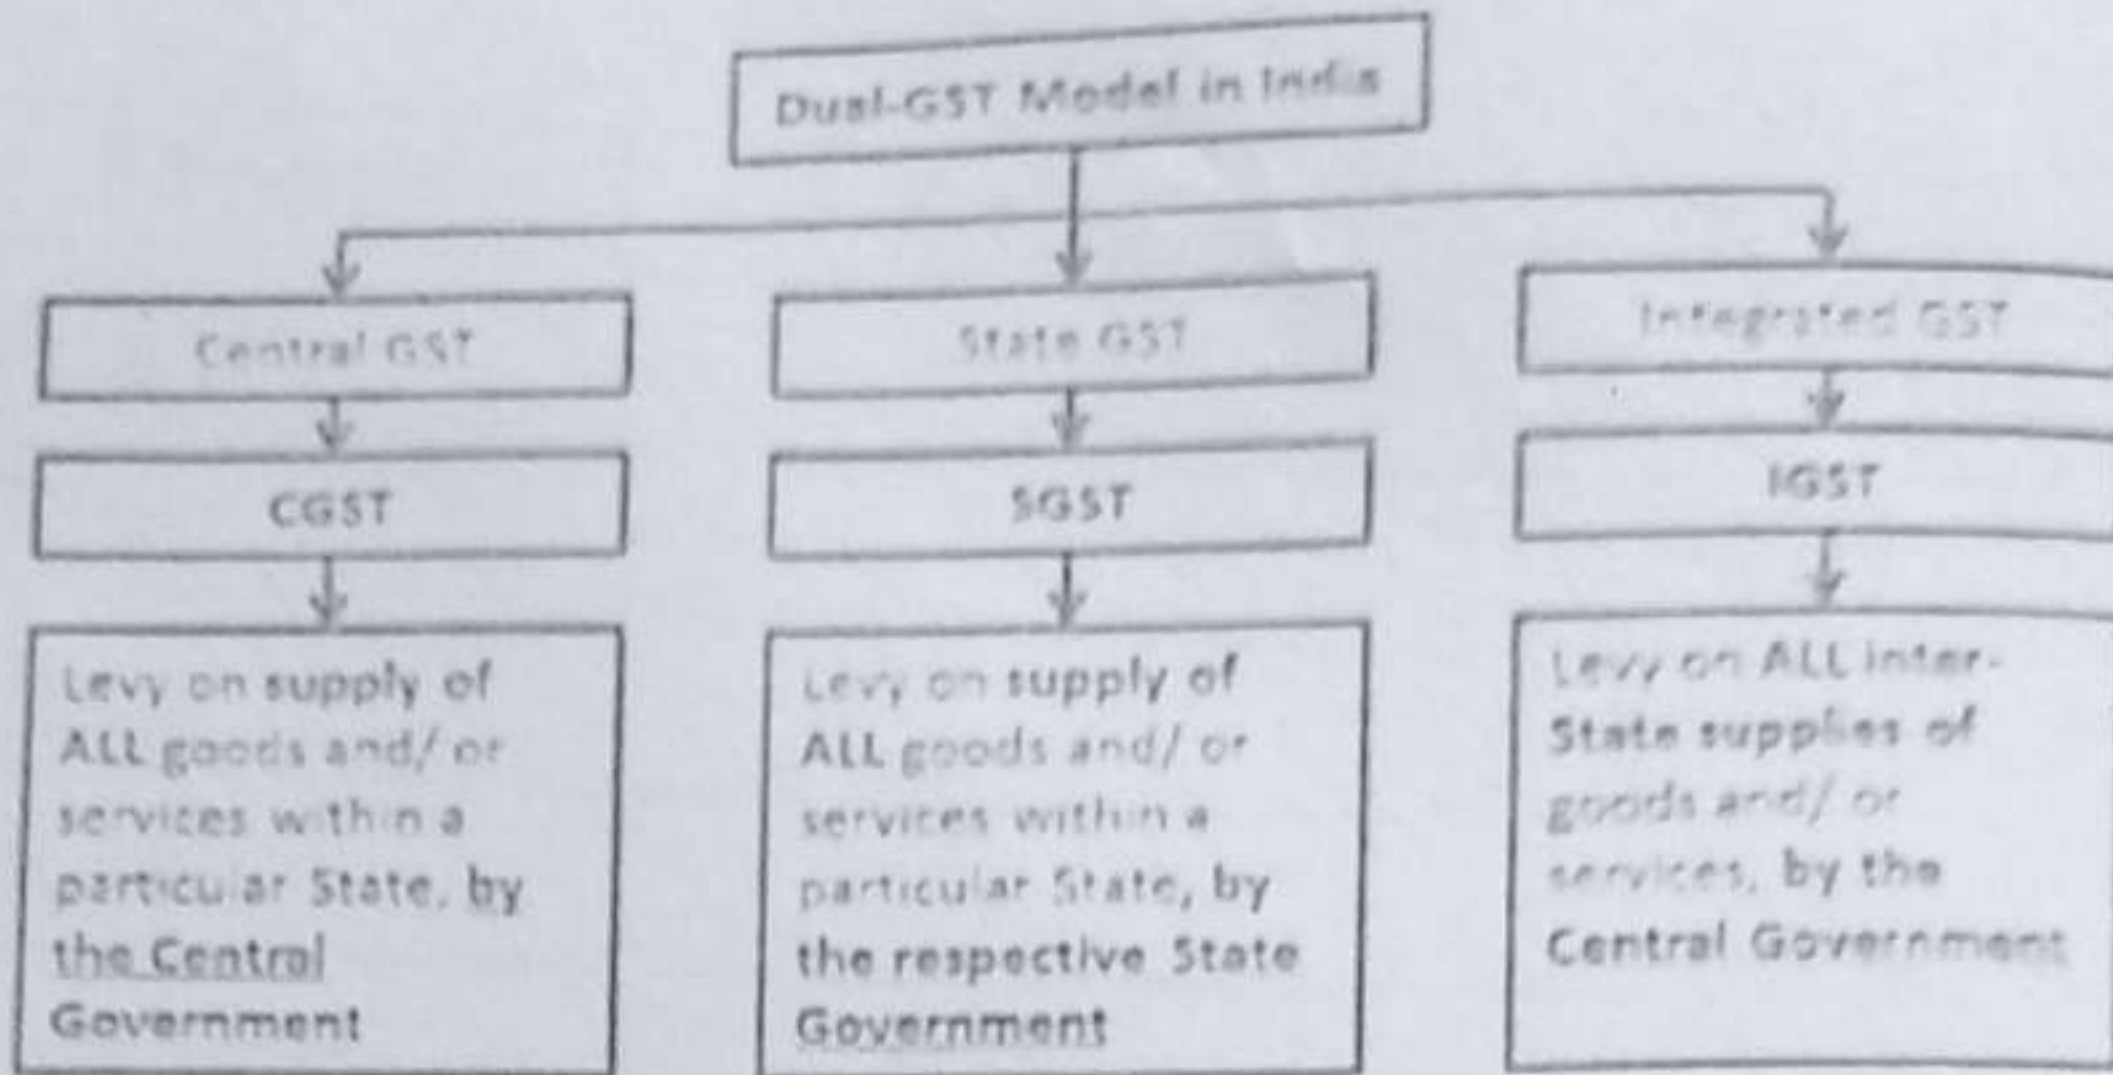 Dual-GST Model in India
Central GST
State GST
Integrated GST
CGST
SGST
IGST
Levy on supply of
ALL goods and/ or
services within a
particular State, by
the Central
Government
Levy on supply of
ALL goods and/ or
services within a
particular State, by
the respective State
Government
Levy on ALL inter-
State supplies of
goods and/ or
services, by the
Central Government